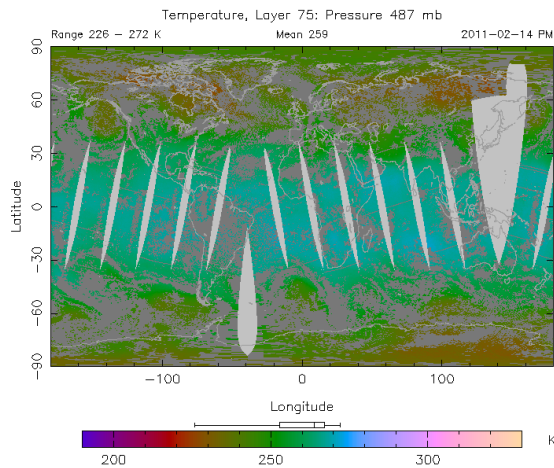 Temperature, Layer 75: Pressure 487 mb
Range 226 - 272 K Mean 259 2011-02-14 PM
90
60
30
0
-30
-60
-90
Latitude
-100 0 100
Longitude
200 250 300 K